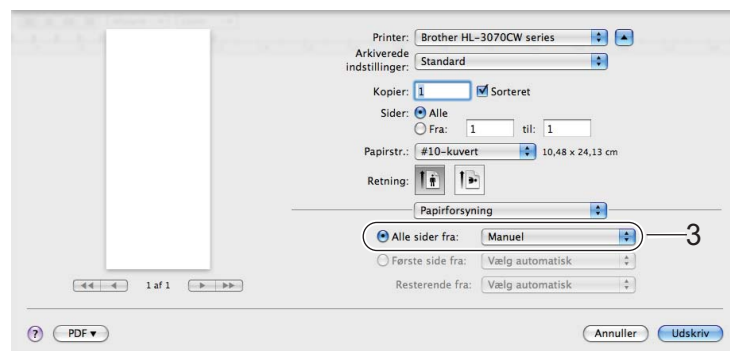 Printer: Brother HL-3070CW series
Arkiverede indstillinger: Standard
Kopier: 1 Sorteret
Sider: Alle
Fra: 1 til: 1
Papirstr.: #10-kuvert 10,48 x 24,13 cm
Retning:
Papirforsyning
Alle sider fra: Manuel 3
Første side fra: Vælg automatisk
Resterende fra: Vælg automatisk
1 af 1
? PDF Annuller Udskriv